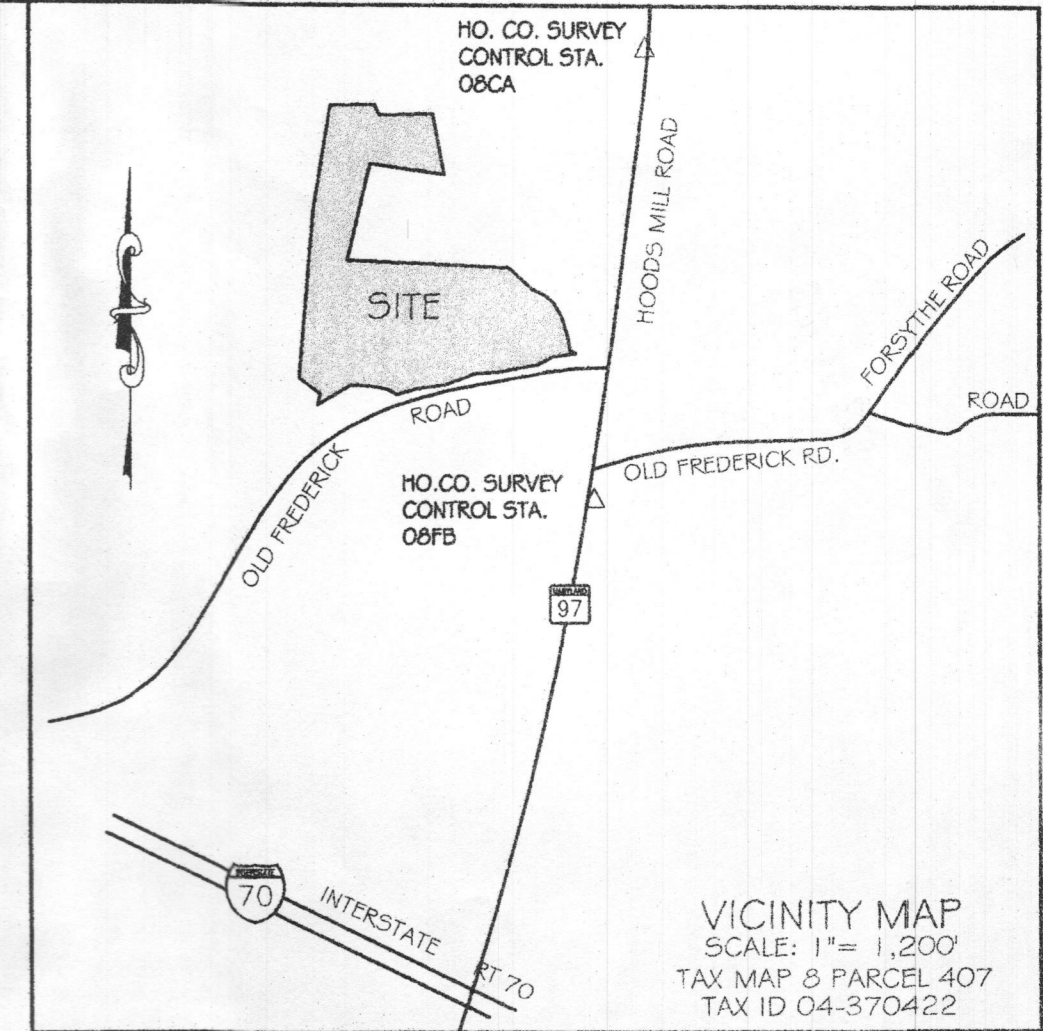 HO. CO. SURVEY
CONTROL STA.
08CA
HOODS MILL ROAD
SITE
FORSYTHE ROAD
ROAD
ROAD
OLD FREDERICK
OLD FREDERICK RD.
HO.CO. SURVEY
CONTROL STA.
08FB
MARYLAND
97
INTERSTATE
70
INTERSTATE
RT 70
VICINITY MAP
SCALE: 1"= 1,200'
TAX MAP 8 PARCEL 407
TAX ID 04-370422